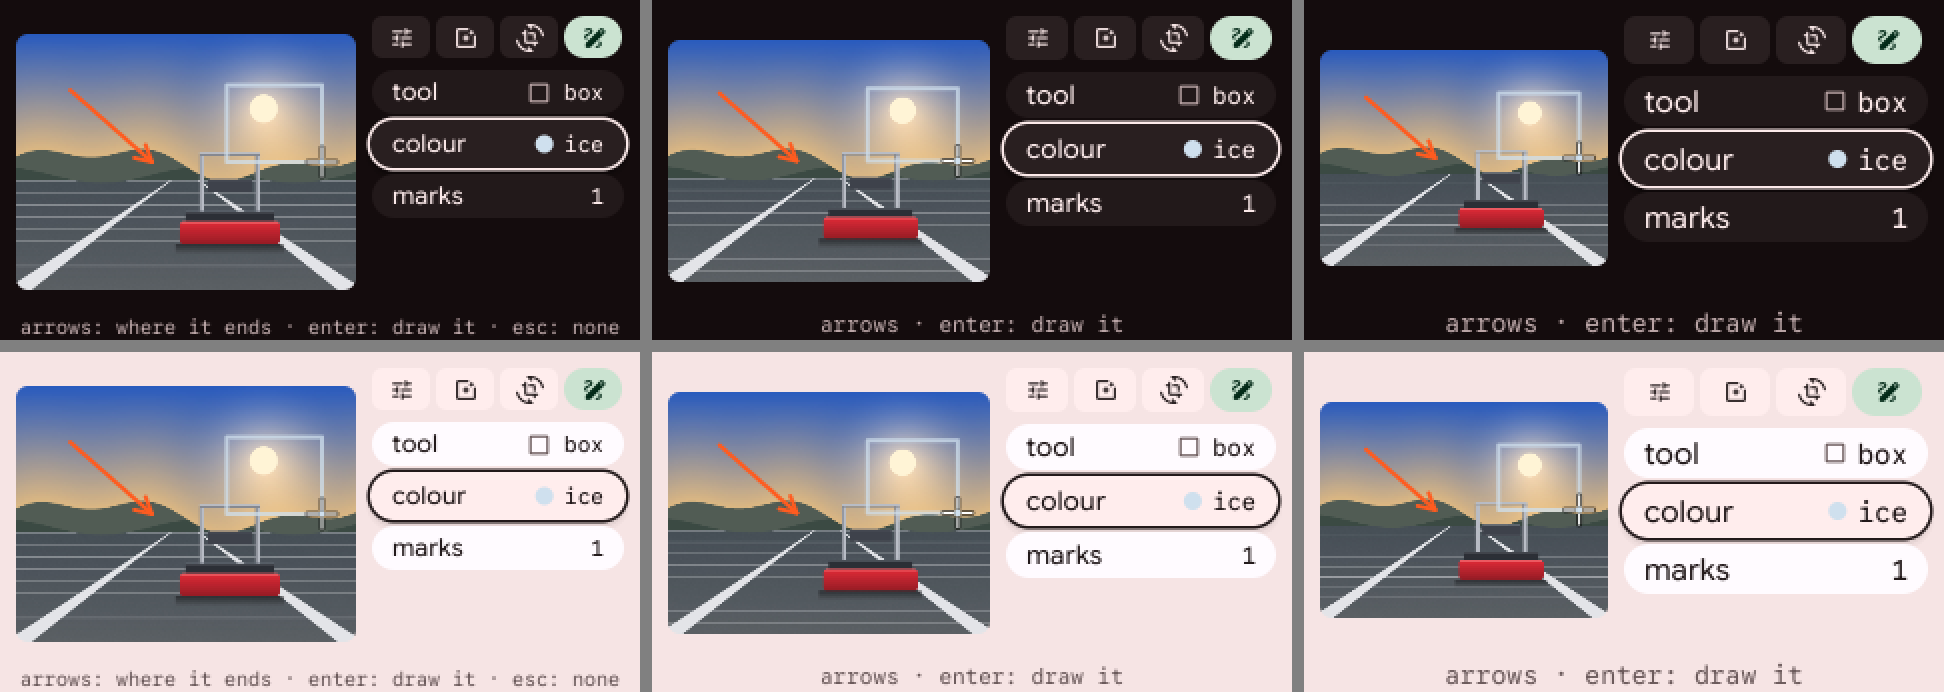 tool box
colour ice
marks 1
arrows: where it ends · enter: draw it · esc: none
tool box
colour ice
marks 1
arrows · enter: draw it
tool box
colour ice
marks 1
arrows · enter: draw it
tool box
colour ice
marks 1
arrows: where it ends · enter: draw it · esc: none
tool box
colour ice
marks 1
arrows · enter: draw it
tool box
colour ice
marks 1
arrows · enter: draw it